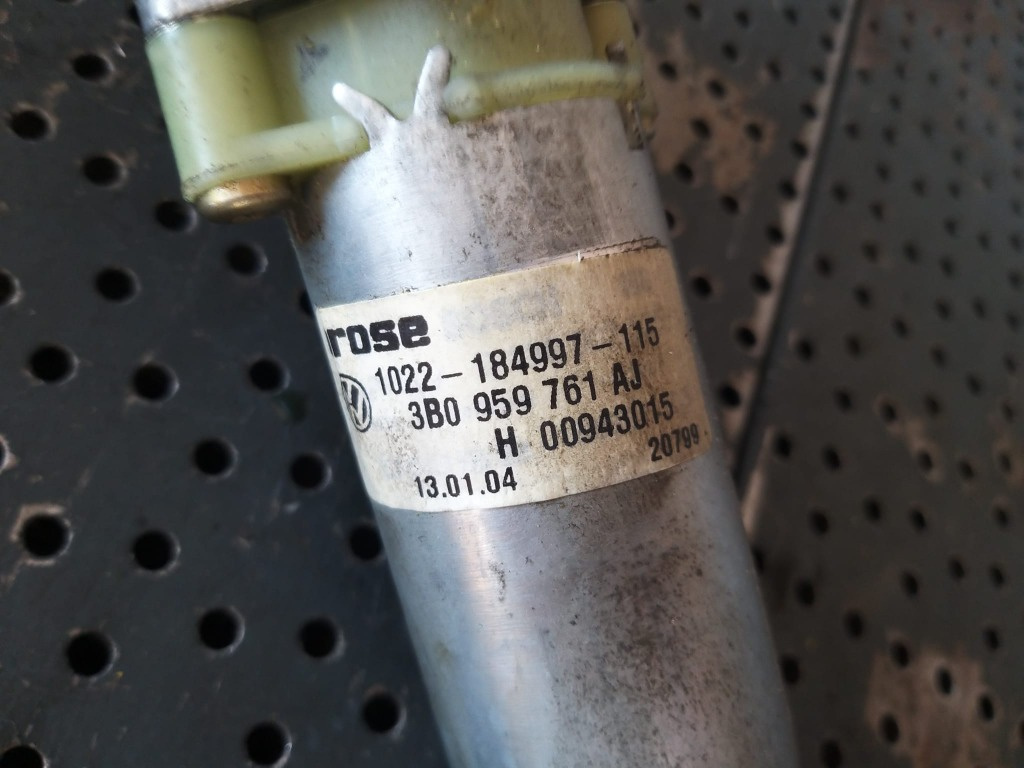 rose
1022-184997-115
3B0 959 761 AJ
H 00943015
20799
13.01.04